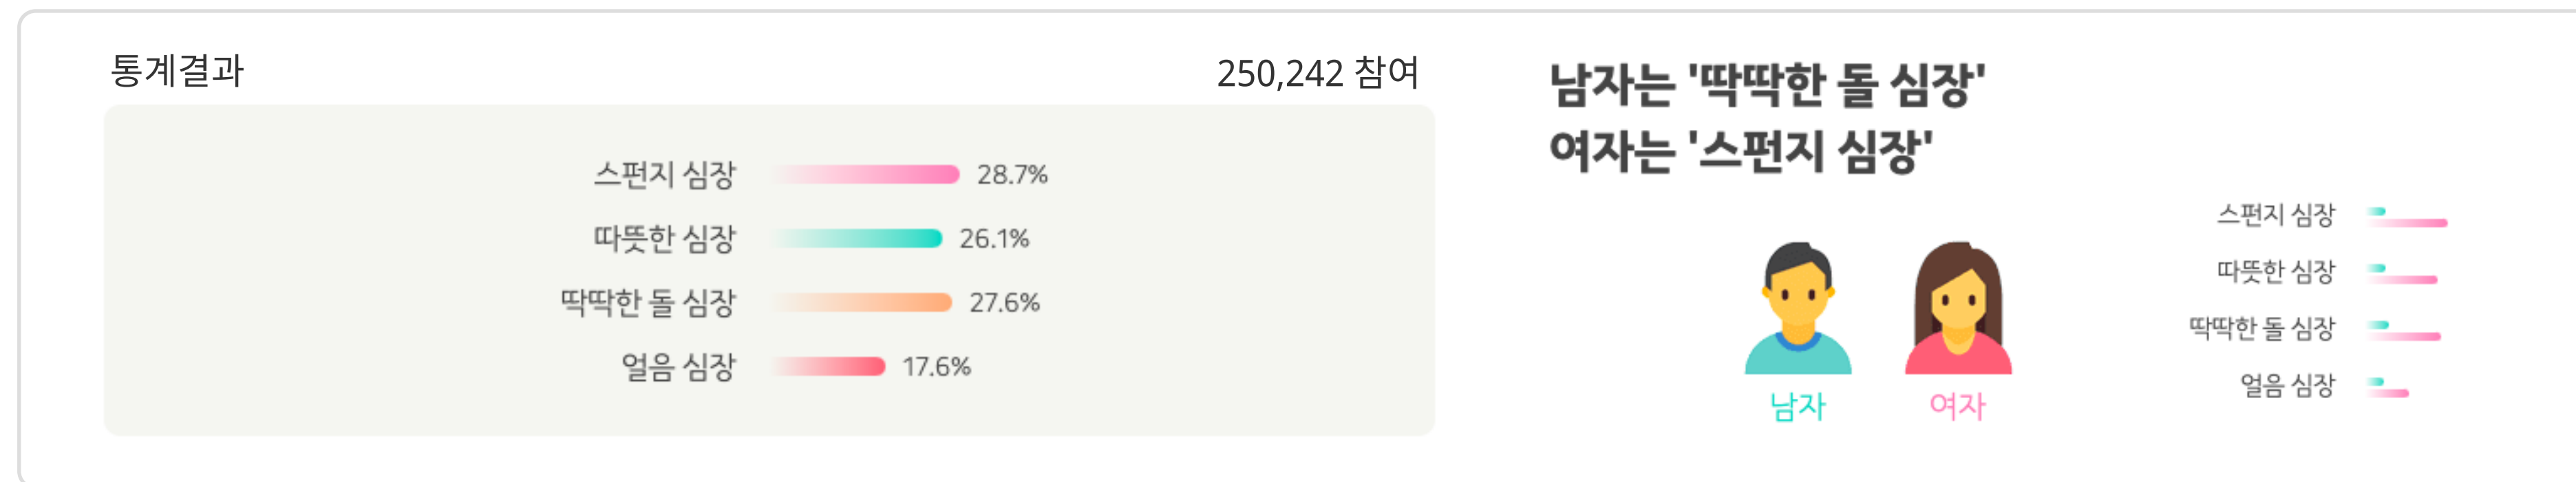 통계결과
250,242 참여
스펀지 심장 28.7%
따뜻한 심장 26.1%
딱딱한 돌 심장 27.6%
얼음 심장 17.6%
남자는 '딱딱한 돌 심장'
여자는 '스펀지 심장'
남자
여자
스펀지 심장
따뜻한 심장
딱딱한 돌 심장
얼음 심장